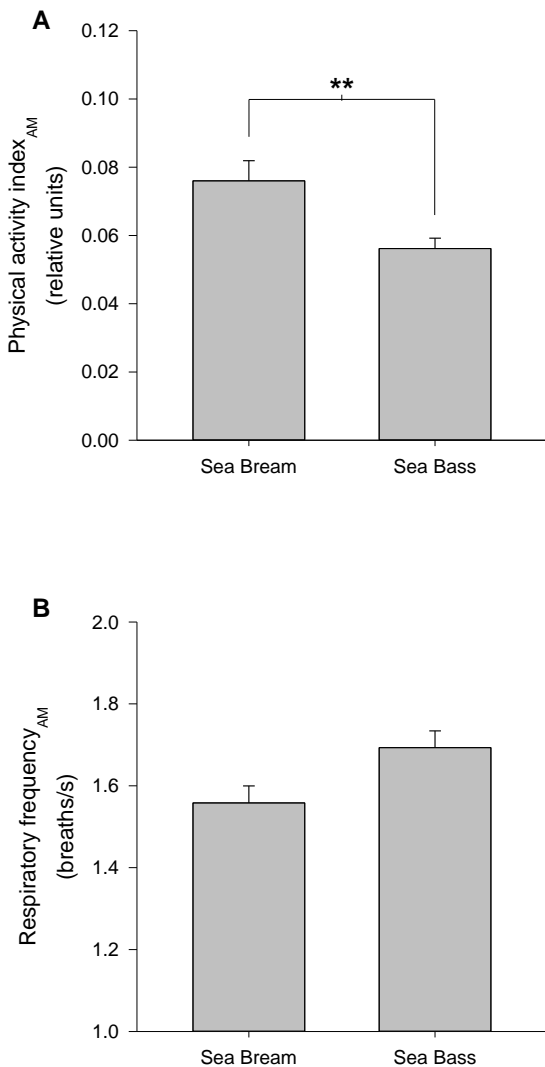 A
0.12
**
0.10
0.08
0.06
0.04
0.02
0.00
Physical activity index_AM
(relative units)
Sea Bream Sea Bass
B
2.0
1.8
1.6
1.4
1.2
1.0
Respiratory frequency_AM
(breaths/s)
Sea Bream Sea Bass